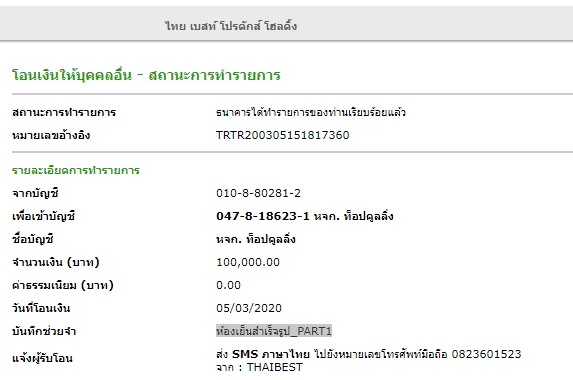 ไทย เบสท์ โปรดักส์ โฮลดิ้ง
โอนเงินให้บุคคลอื่น - สถานะการทำรายการ
สถานะการทำรายการ ธนาคารได้ทำรายการของท่านเรียบร้อยแล้ว
หมายเลขอ้างอิง TRTR200305151817360
รายละเอียดการทำรายการ
จากบัญชี 010-8-80281-2
เพื่อเข้าบัญชี 047-8-18623-1 หจก. ท็อปคูลลิ่ง
ชื่อบัญชี หจก. ท็อปคูลลิ่ง
จำนวนเงิน (บาท) 100,000.00
ค่าธรรมเนียม (บาท) 0.00
วันที่โอนเงิน 05/03/2020
บันทึกช่วยจำ ห้องเย็นสำเร็จรูป_PART1
แจ้งผู้รับโอน ส่ง SMS ภาษาไทย ไปยังหมายเลขโทรศัพท์มือถือ 0823601523
จาก : THAIBEST